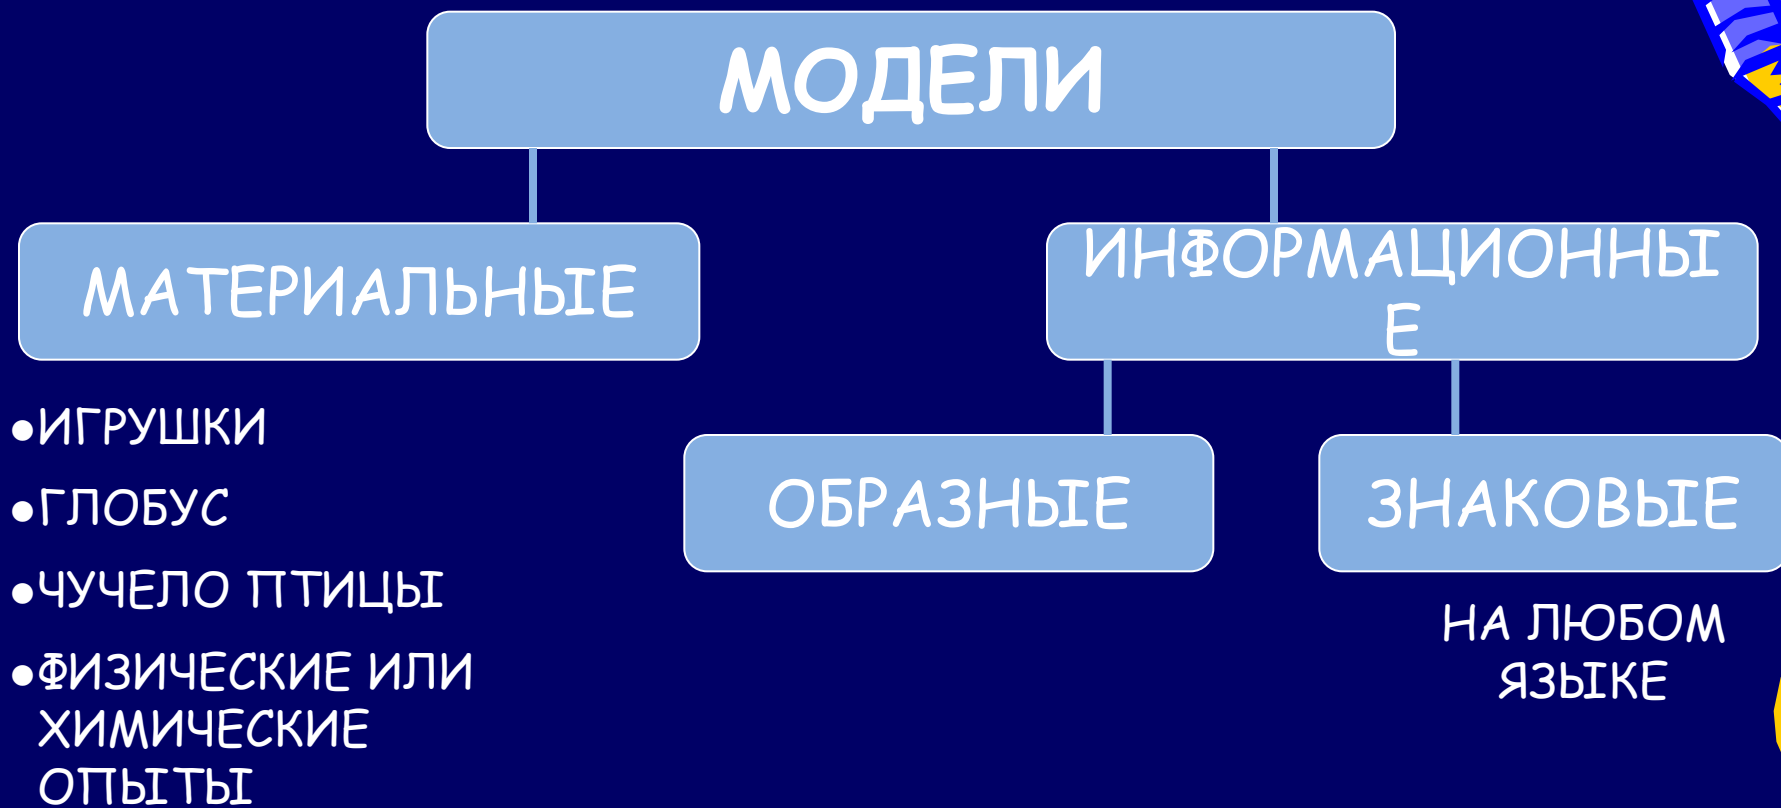 МОДЕЛИ
МАТЕРИАЛЬНЫЕ
ИНФОРМАЦИОННЫ
Е
•ИГРУШКИ
•ГЛОБУС
•ЧУЧЕЛО ПТИЦЫ
•ФИЗИЧЕСКИЕ ИЛИ
ХИМИЧЕСКИЕ
ОПЫТЫ
ОБРАЗНЫЕ
ЗНАКОВЫЕ
НА ЛЮБОМ
ЯЗЫКЕ